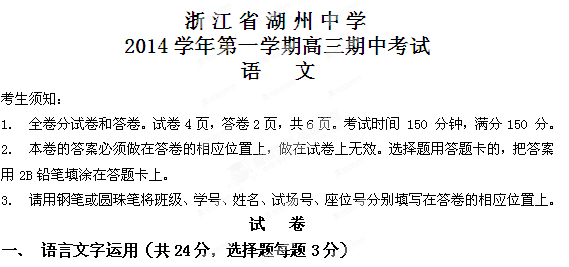 浙 江 省 湖 州 中 学
2014 学年第一学期高三期中考试
语 文
考生须知:
1. 全卷分试卷和答卷。试卷 4 页，答卷 2 页，共 6 页。考试时间 150 分钟，满分 150 分。
2. 本卷的答案必须做在答卷的相应位置上，做在试卷上无效。选择题用答题卡的，把答案
用 2B 铅笔填涂在答题卡上。
3. 请用钢笔或圆珠笔将班级、学号、姓名、试场号、座位号分别填写在答卷的相应位置上。
试 卷
一、 语言文字运用（共 24 分，选择题每题 3 分）